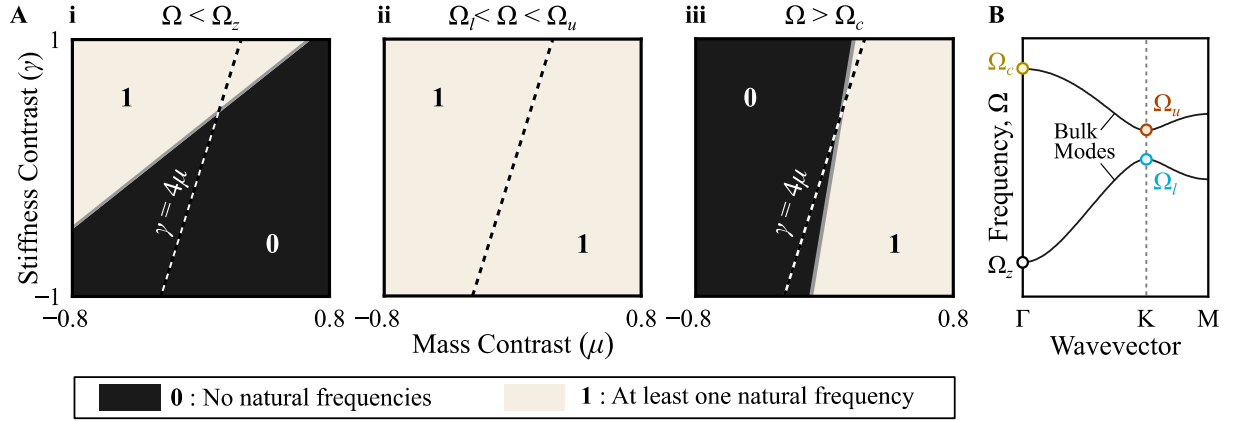 A i Ω < Ω_z ii Ω_l < Ω < Ω_u iii Ω > Ω_c B
Stiffness Contrast (γ)
1
−1
1
γ = 4μ
0
−0.8
0.8
1
1
−0.8
0.8
0
γ = 4μ
1
−0.8
0.8
Mass Contrast (μ)
Frequency, Ω
Ω_c
Ω_z
Bulk
Modes
Ω_u
Ω_l
Γ K M
Wavevector
0 : No natural frequencies 1 : At least one natural frequency